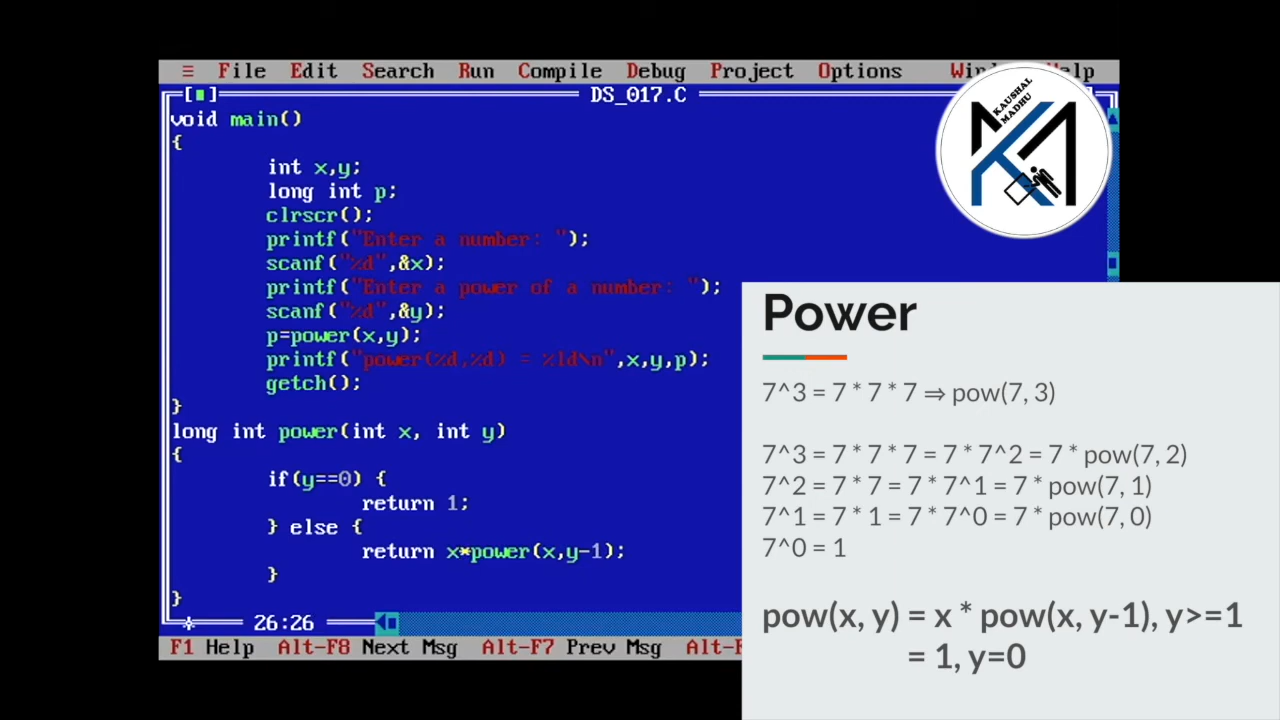 ≡ File Edit Search Run Compile Debug Project Options
DS_017.C
KAUSHAL
MADHU
void main()
{
int x,y;
long int p;
clrscr();
printf("Enter a number: ");
scanf("%d",&x);
printf("Enter a power of a number: ");
scanf("%d",&y);
p=power(x,y);
printf("power(%d,%d) = %ld\n",x,y,p);
getch();
}
long int power(int x, int y)
{
if(y==0) {
return 1;
} else {
return x*power(x,y-1);
}
}
26:26
F1 Help Alt-F8 Next Msg Alt-F7 Prev Msg
Power
7^3 = 7 * 7 * 7 ⇒ pow(7, 3)
7^3 = 7 * 7 * 7 = 7 * 7^2 = 7 * pow(7, 2)
7^2 = 7 * 7 = 7 * 7^1 = 7 * pow(7, 1)
7^1 = 7 * 1 = 7 * 7^0 = 7 * pow(7, 0)
7^0 = 1
pow(x, y) = x * pow(x, y-1), y>=1
= 1, y=0